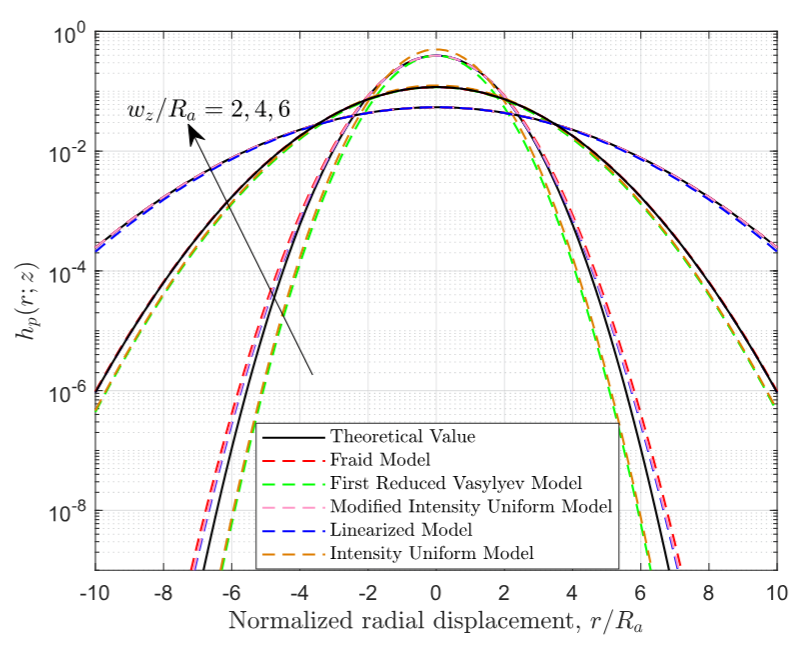 10^0
10^-2
10^-4
10^-6
10^-8
h_p(r; z)
w_z/R_a = 2, 4, 6
Theoretical Value
Fraid Model
First Reduced Vasylyev Model
Modified Intensity Uniform Model
Linearized Model
Intensity Uniform Model
-10 -8 -6 -4 -2 0 2 4 6 8 10
Normalized radial displacement, r/R_a